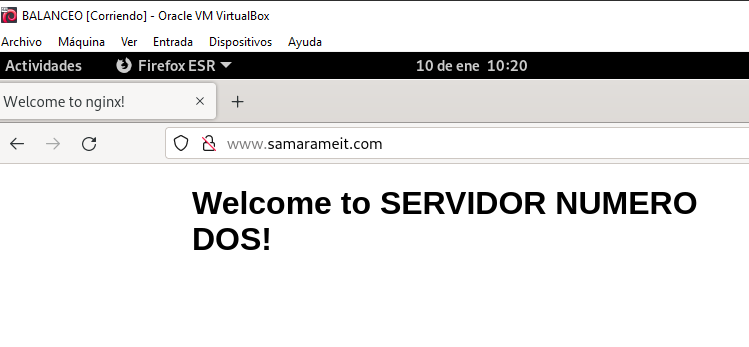 BALANCEO [Corriendo] - Oracle VM VirtualBox
Archivo Máquina Ver Entrada Dispositivos Ayuda
Actividades Firefox ESR 10 de ene 10:20
Welcome to nginx!
www.samarameit.com
Welcome to SERVIDOR NUMERO
DOS!